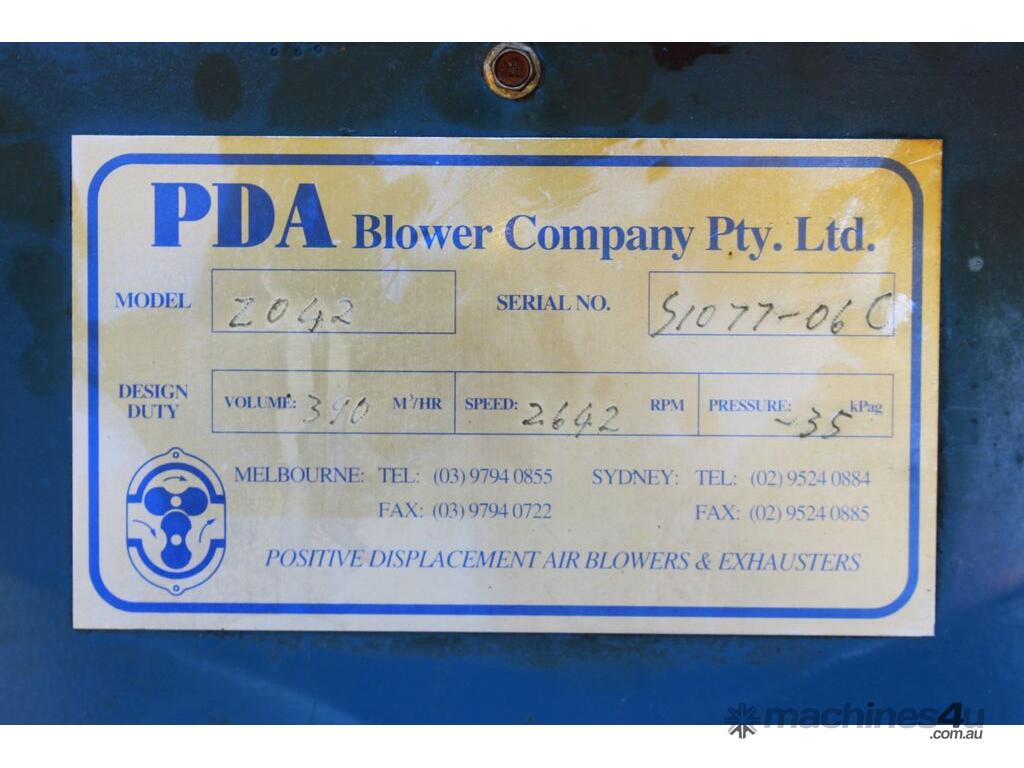 PDA Blower Company Pty. Ltd.
MODEL 2042 SERIAL NO. S1077-06C
DESIGN DUTY VOLUME: 390 M³/HR SPEED: 2642 RPM PRESSURE: -35 kPag
MELBOURNE: TEL: (03) 9794 0855 SYDNEY: TEL: (02) 9524 0884
FAX: (03) 9794 0722 FAX: (02) 9524 0885
POSITIVE DISPLACEMENT AIR BLOWERS & EXHAUSTERS
machines4u
.com.au